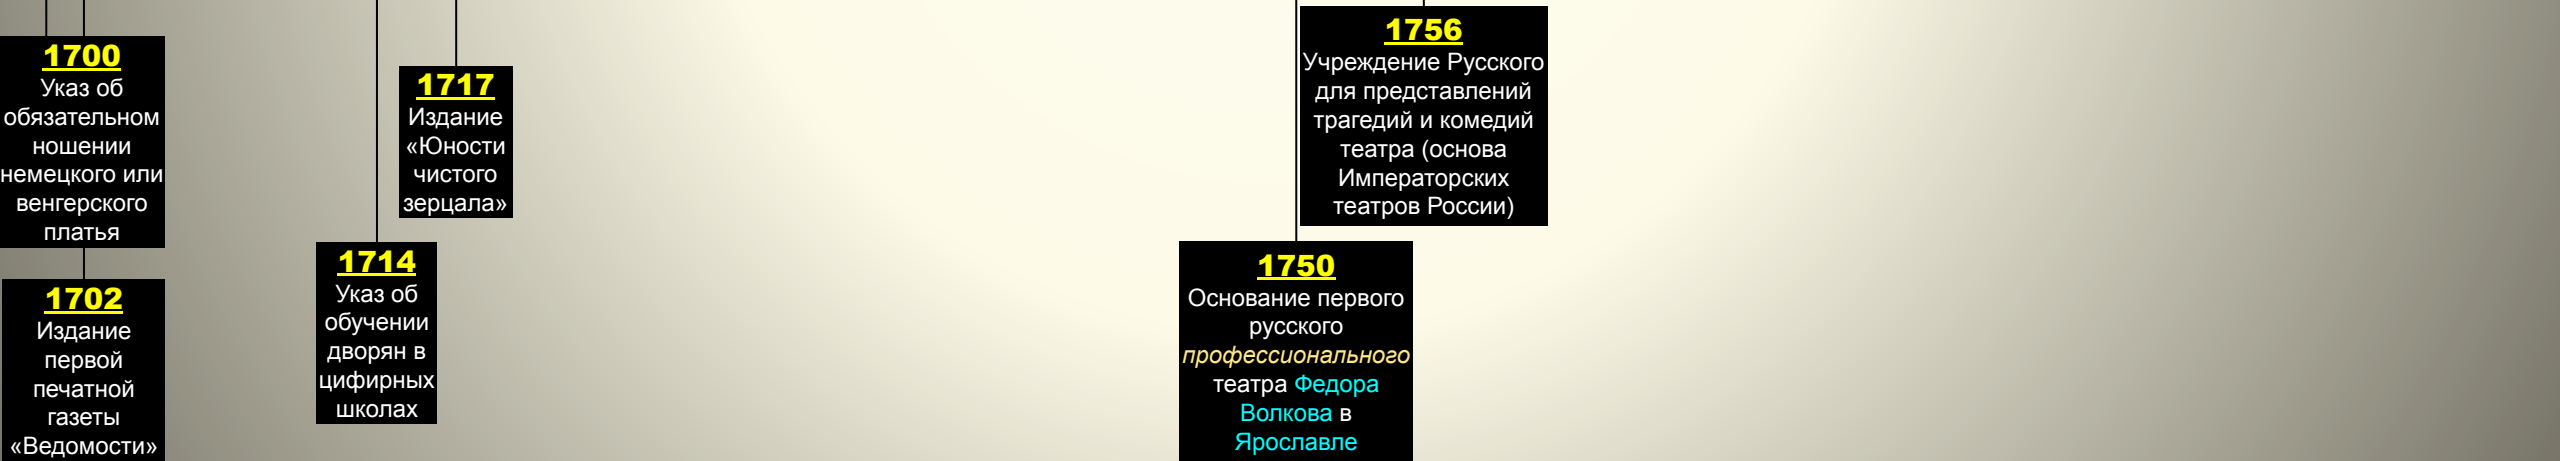 1700
Указ об
обязательном
ношении
немецкого или
венгерского
платья
1702
Издание
первой
печатной
газеты
«Ведомости»
1714
Указ об
обучении
дворян в
цифирных
школах
1717
Издание
«Юности
чистого
зерцала»
1750
Основание первого
русского
профессионального
театра Федора
Волкова в
Ярославле
1756
Учреждение Русского
для представлений
трагедий и комедий
театра (основа
Императорских
театров России)